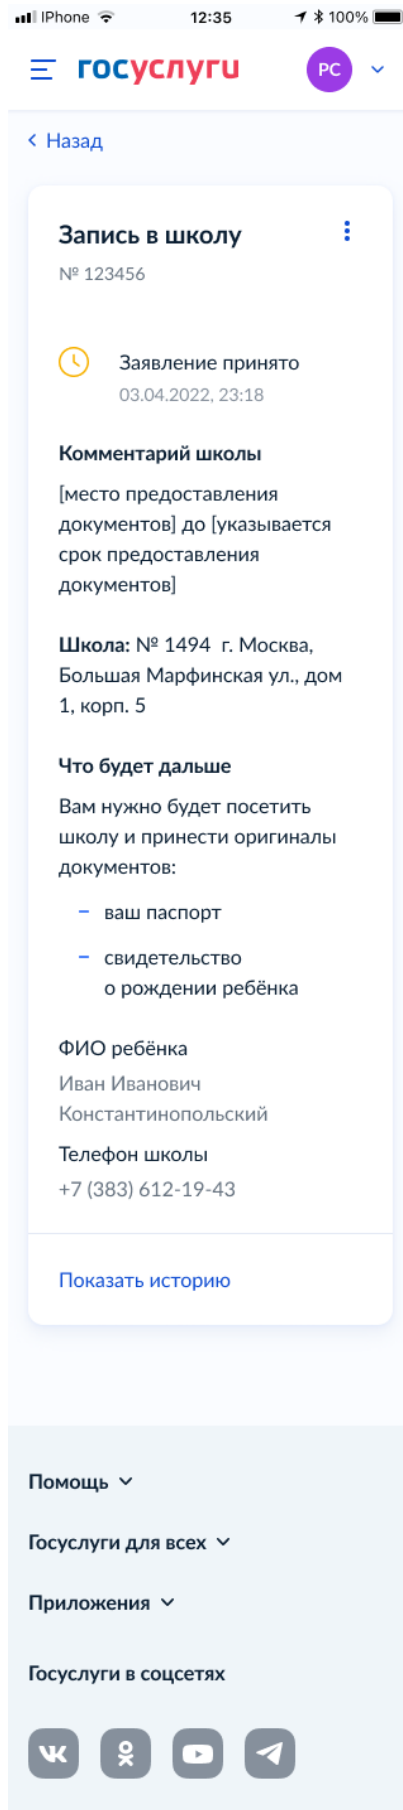 IPhone 12:35 100%
госуслуги РС
Назад
Запись в школу
№ 123456
Заявление принято
03.04.2022, 23:18
Комментарий школы
[место предоставления
документов] до [указывается
срок предоставления
документов]
Школа: № 1494 г. Москва,
Большая Марфинская ул., дом
1, корп. 5
Что будет дальше
Вам нужно будет посетить
школу и принести оригиналы
документов:
– ваш паспорт
– свидетельство
о рождении ребёнка
ФИО ребёнка
Иван Иванович
Константинопольский
Телефон школы
+7 (383) 612-19-43
Показать историю
Помощь
Госуслуги для всех
Приложения
Госуслуги в соцсетях